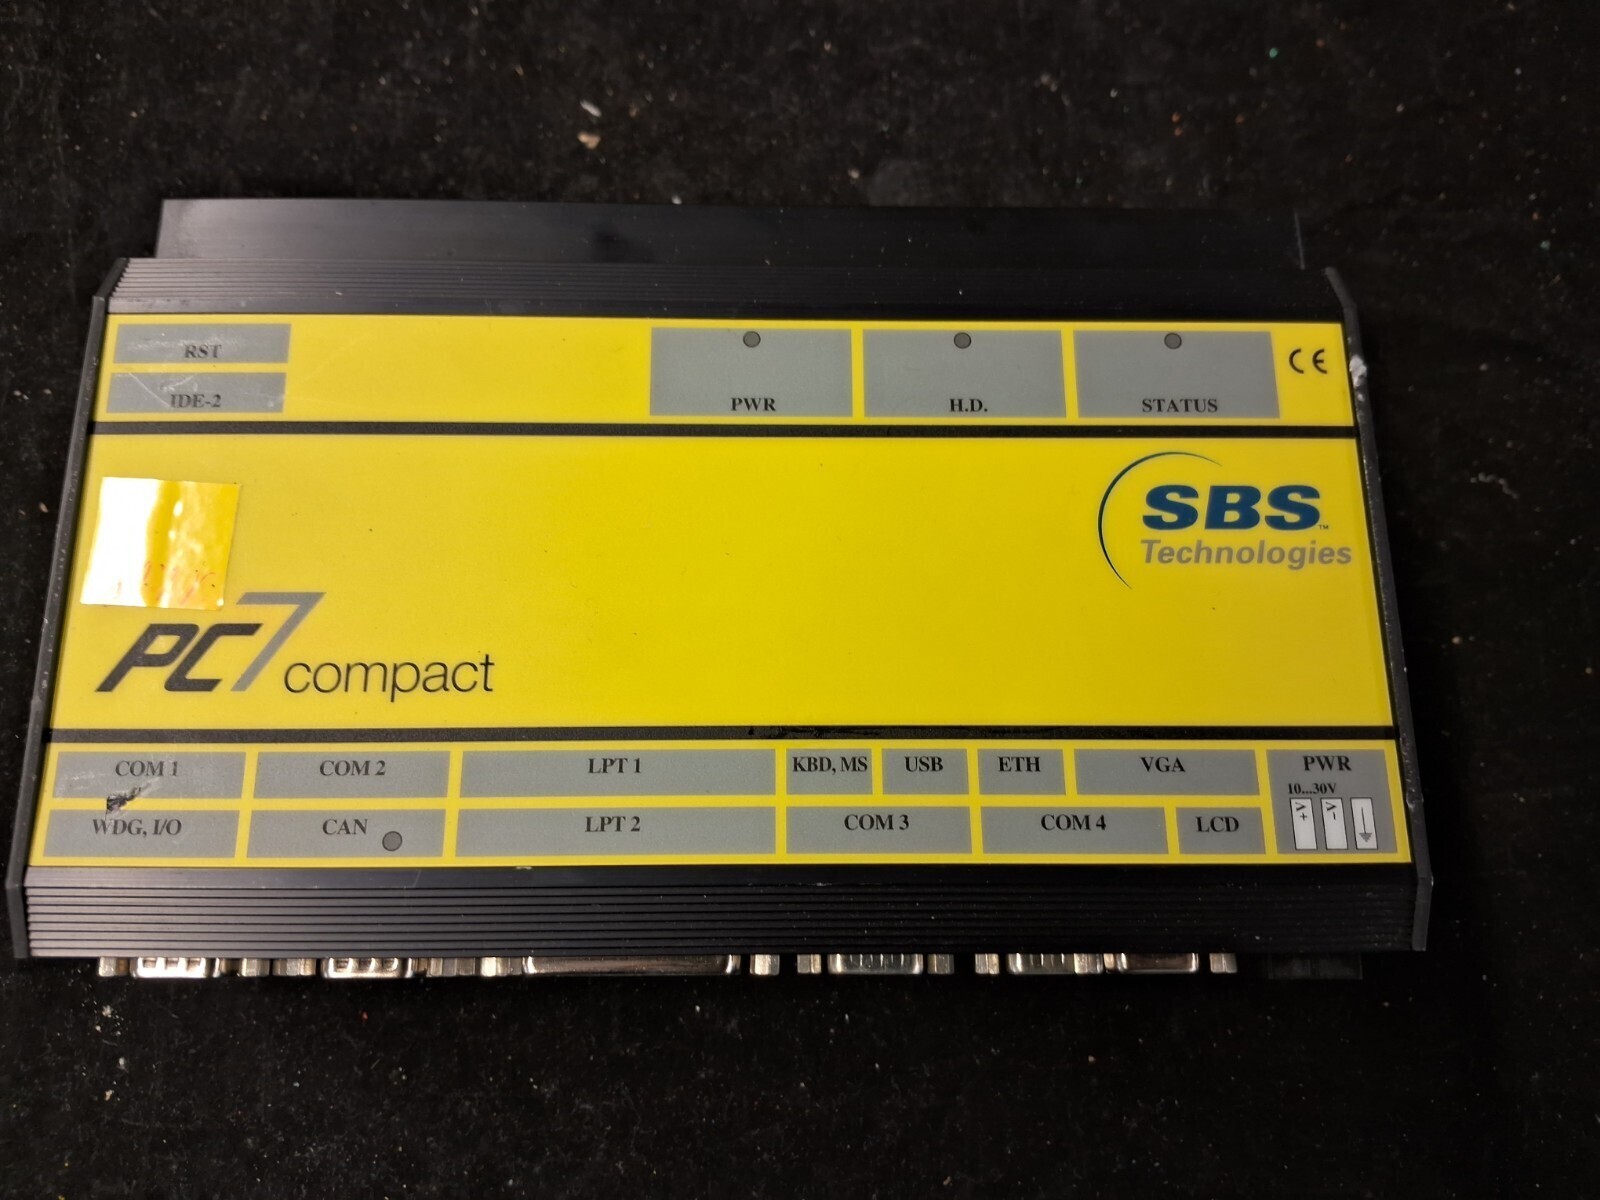 RST
IDE-2
PWR
H.D.
STATUS
CE
SBS™
Technologies
PC7 compact
COM 1
COM 2
LPT 1
KBD, MS
USB
ETH
VGA
PWR
10...30V
+V
-V
WDG, I/O
CAN
LPT 2
COM 3
COM 4
LCD